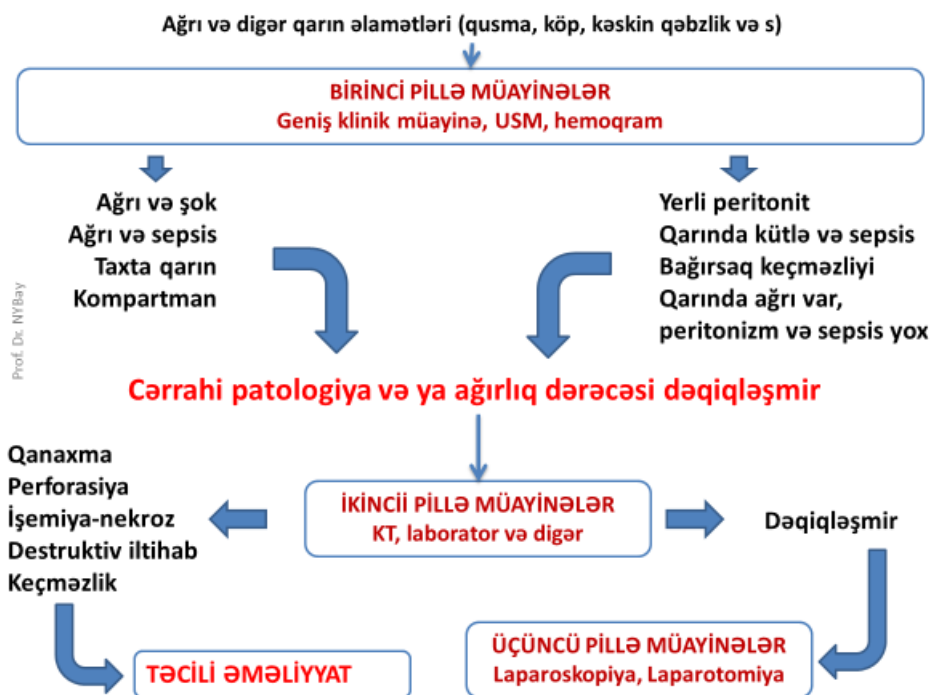 Ağrı və digər qarın əlamətləri (qusma, köp, kəskin qəbzlik və s)
BİRİNCİ PİLLƏ MÜAYİNƏLƏR
Geniş klinik müayinə, USM, hemoqram
Ağrı və şok
Ağrı və sepsis
Taxta qarın
Kompartman
Yerli peritonit
Qarında kütlə və sepsis
Bağırsaq keçməzliyi
Qarında ağrı var,
peritonizm və sepsis yox
Prof. Dr. NYBay
Cərrahi patologiya və ya ağırlıq dərəcəsi dəqiqləşmir
Qanaxma
Perforasiya
İşemiya-nekroz
Destruktiv iltihab
Keçməzlik
İKİNCİİ PİLLƏ MÜAYİNƏLƏR
KT, laborator və digər
Dəqiqləşmir
TƏCİLİ ƏMƏLİYYAT
ÜÇÜNCÜ PİLLƏ MÜAYİNƏLƏR
Laparoskopiya, Laparotomiya